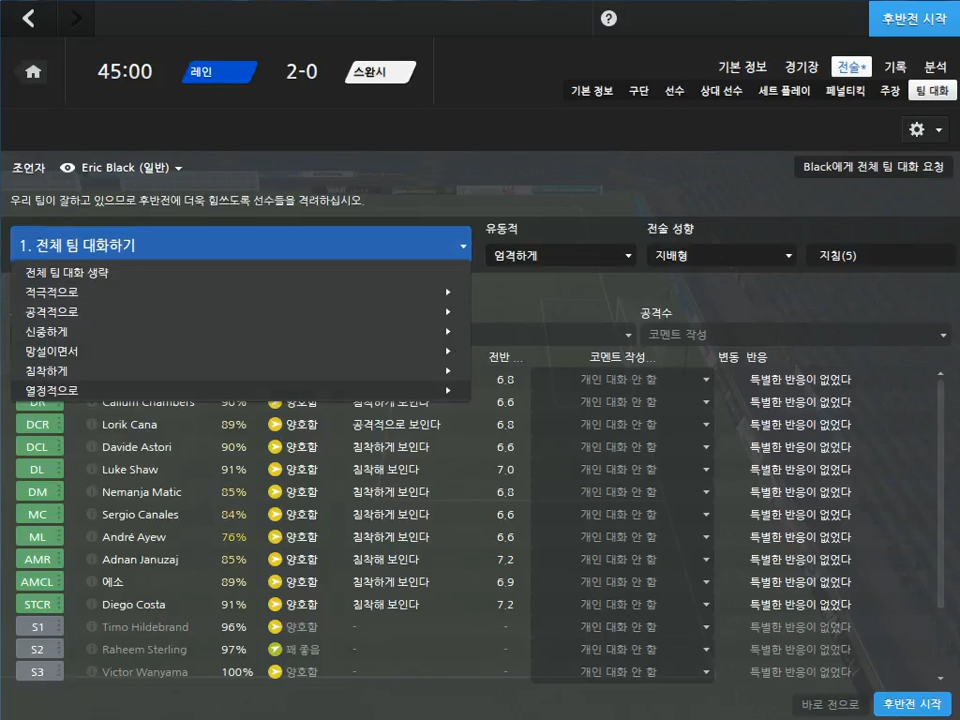 후반전 시작
45:00 레인 2-0 스완시
기본 정보 경기장 전술* 기록 분석
기본 정보 구단 선수 상대 선수 세트 플레이 페널티킥 주장 팀 대화
조언자 Eric Black (일반) Black에게 전체 팀 대화 요청
우리 팀이 잘하고 있으므로 후반전에 더욱 힘쓰도록 선수들을 격려하십시오.
유동적 전술 성향
1. 전체 팀 대화하기 엄격하게 지배형 지침(5)
전체 팀 대화 생략
적극적으로
공격적으로
신중하게
망설이면서
침착하게
열정적으로
공격수
코멘트 작성
전반 ... 코멘트 작성... 변동 반응
6.8 개인 대화 안 함 특별한 반응이 없었다
DR Callum Chambers 90% 양호함 침착하게 보인다 6.6 개인 대화 안 함 특별한 반응이 없었다
DCR Lorik Cana 89% 양호함 공격적으로 보인다 6.8 개인 대화 안 함 특별한 반응이 없었다
DCL Davide Astori 90% 양호함 침착하게 보인다 6.6 개인 대화 안 함 특별한 반응이 없었다
DL Luke Shaw 91% 양호함 침착해 보인다 7.0 개인 대화 안 함 특별한 반응이 없었다
DM Nemanja Matic 85% 양호함 침착하게 보인다 6.8 개인 대화 안 함 특별한 반응이 없었다
MC Sergio Canales 84% 양호함 침착하게 보인다 6.6 개인 대화 안 함 특별한 반응이 없었다
ML André Ayew 76% 양호함 침착하게 보인다 6.6 개인 대화 안 함 특별한 반응이 없었다
AMR Adnan Januzaj 85% 양호함 침착해 보인다 7.2 개인 대화 안 함 특별한 반응이 없었다
AMCL 에소 89% 양호함 침착하게 보인다 6.9 개인 대화 안 함 특별한 반응이 없었다
STCR Diego Costa 91% 양호함 침착해 보인다 7.2 개인 대화 안 함 특별한 반응이 없었다
S1 Timo Hildebrand 96% 양호함 - - 개인 대화 안 함 특별한 반응이 없었다
S2 Raheem Sterling 97% 꽤 좋음 - - 개인 대화 안 함 특별한 반응이 없었다
S3 Victor Wanyama 100% 양호함 - - 개인 대화 안 함 특별한 반응이 없었다
바로 전으로 후반전 시작